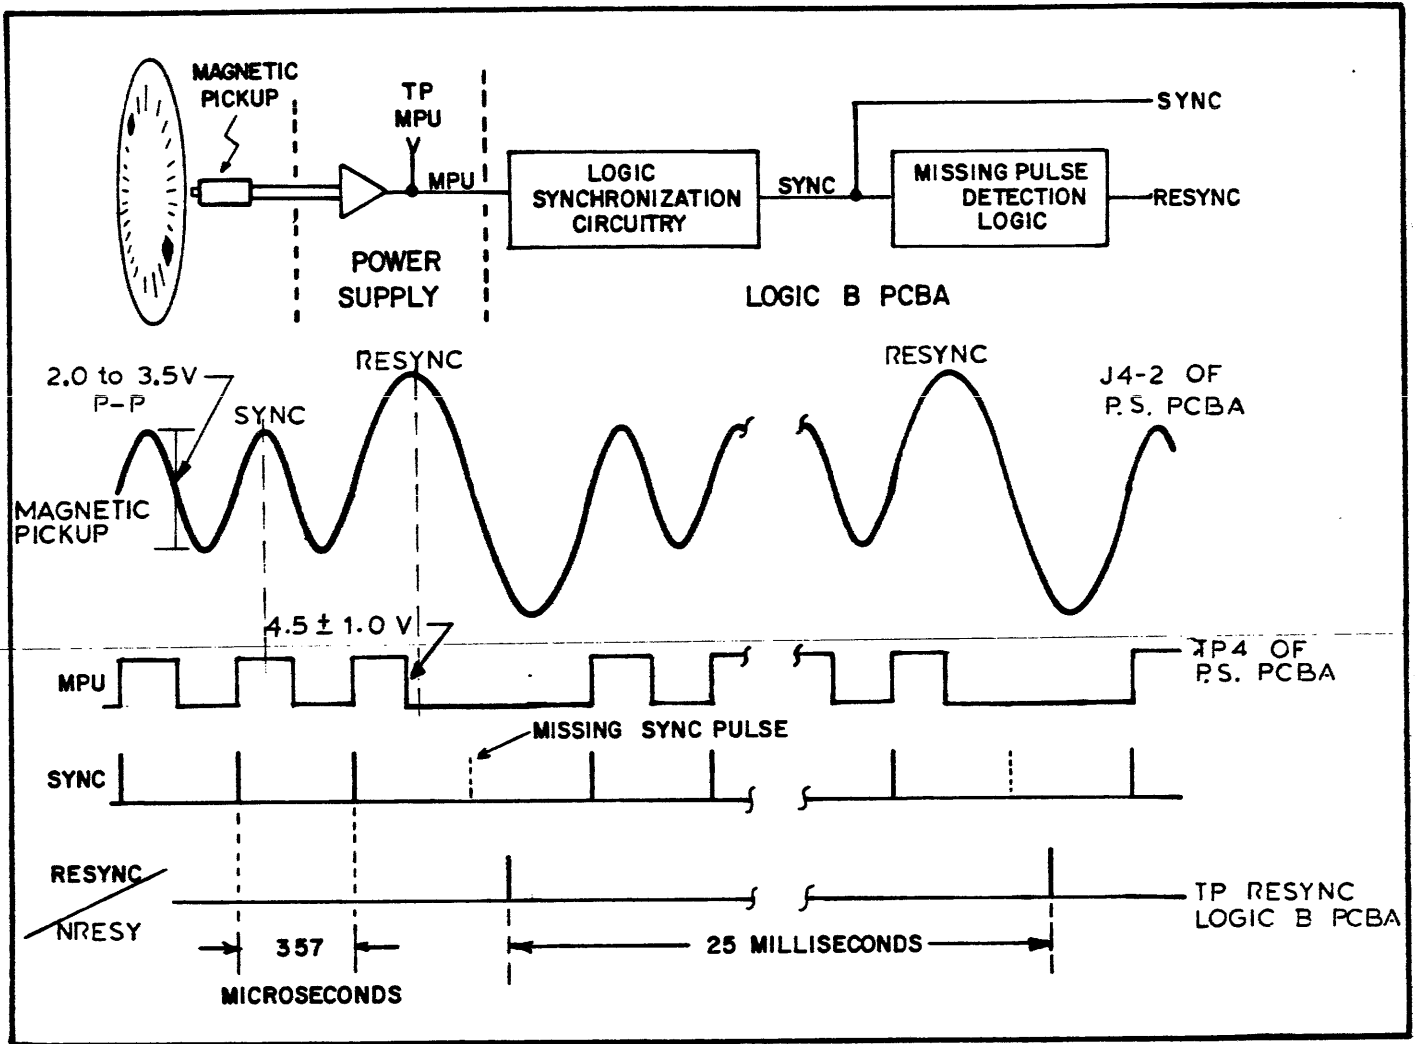 MAGNETIC
PICKUP
TP
MPU
MPU
LOGIC
SYNCHRONIZATION
CIRCUITRY
SYNC
SYNC
MISSING PULSE
DETECTION
LOGIC
RESYNC
POWER
SUPPLY
LOGIC B PCBA
2.0 to 3.5V
P-P
SYNC
RESYNC
RESYNC
J4-2 OF
P.S. PCBA
MAGNETIC
PICKUP
4.5 ± 1.0 V
MPU
TP4 OF
P.S. PCBA
MISSING SYNC PULSE
SYNC
RESYNC
NRESY
TP RESYNC
LOGIC B PCBA
357
MICROSECONDS
25 MILLISECONDS